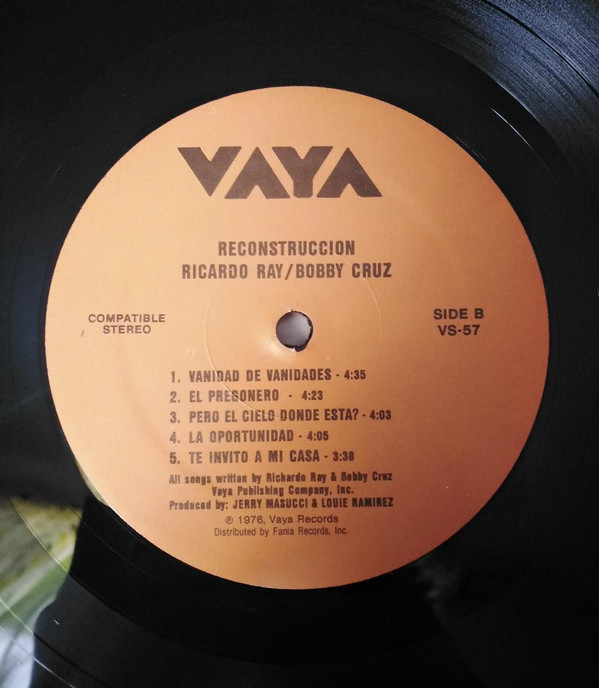 VAYA
RECONSTRUCCION
RICARDO RAY/BOBBY CRUZ
COMPATIBLE
STEREO
SIDE B
VS-57
1. VANIDAD DE VANIDADES - 4:35
2. EL PREGONERO - 4:23
3. PERO EL CIELO DONDE ESTA? - 4:03
4. LA OPORTUNIDAD - 4:05
5. TE INVITO A MI CASA - 3:38
All songs written by Richardo Ray & Bobby Cruz
Vaya Publishing Company, Inc.
Produced by: JERRY MASUCCI & LOUIE RAMIREZ
℗ 1976, Vaya Records
Distributed by Fania Records, Inc.